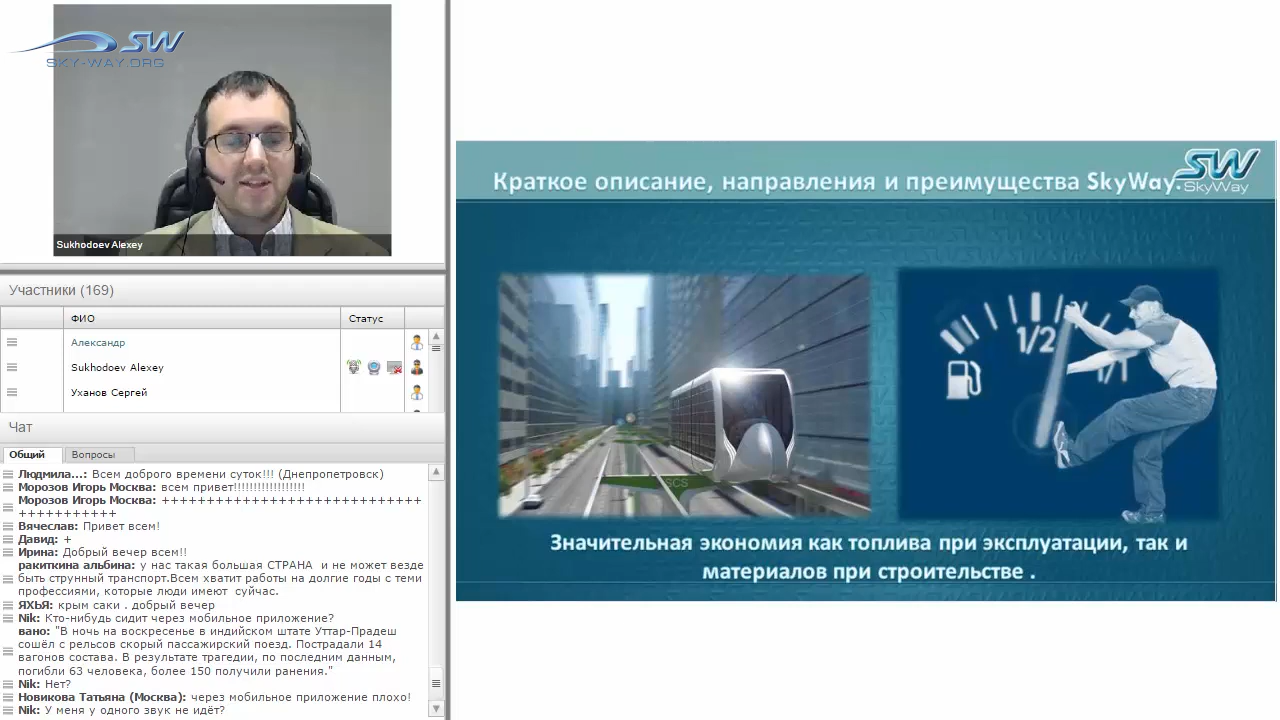 SW
SKY-WAY.ORG
Sukhodoev Alexey
Участники (169)
ФИО
Статус
Александр
Sukhodoev Alexey
Уханов Сергей
Чат
Общий
Вопросы
Людмила...: Всем доброго времени суток!!! (Днепропетровск)
Морозов Игорь Москва: всем привет!!!!!!!!!!!!!!!!!!
Морозов Игорь Москва: +++++++++++++++++++++++++++
++++++++++
Вячеслав: Привет всем!
Давид: +
Ирина: Добрый вечер всем!!
ракиткина альбина: у нас такая большая СТРАНА и не может везде
быть струнный транспорт.Всем хватит работы на долгие годы с теми
профессиями, которые люди имеют суйчас.
ЯХЬЯ: крым саки . добрый вечер
Nik: Кто-нибудь сидит через мобильное приложение?
вано: "В ночь на воскресенье в индийском штате Уттар-Прадеш
сошёл с рельсов скорый пассажирский поезд. Пострадали 14
вагонов состава. В результате трагедии, по последним данным,
погибли 63 человека, более 150 получили ранения."
Nik: Нет?
Новикова Татьяна (Москва): через мобильное приложение плохо!
Nik: У меня у одного звук не идёт?
Краткое описание, направления и преимущества SkyWay.
SW
SkyWay
SCS
1/2
1/1
Значительная экономия как топлива при эксплуатации, так и
материалов при строительстве .